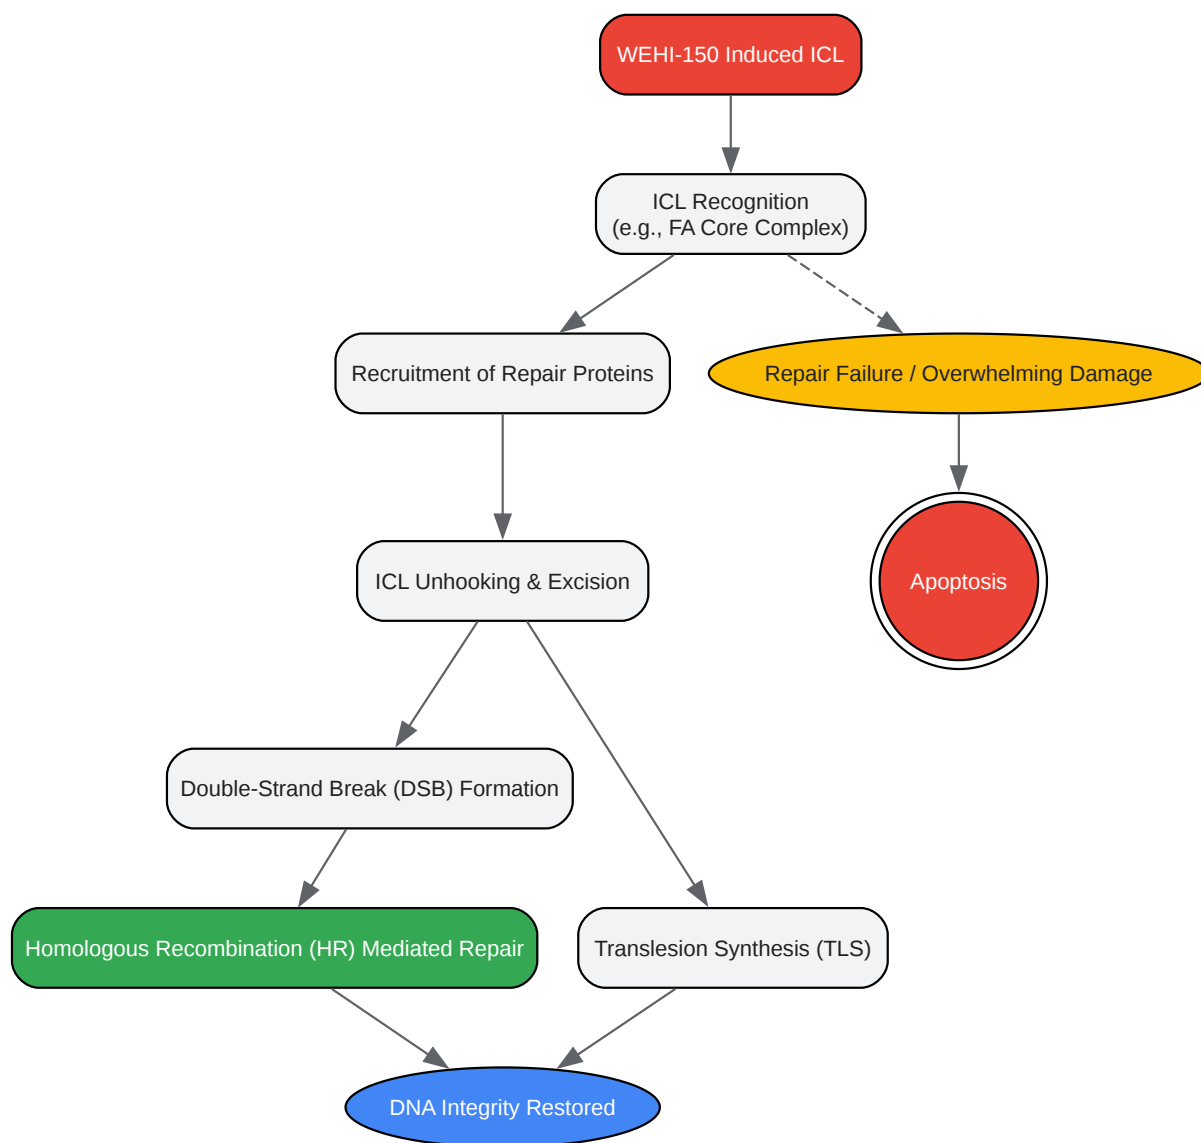 WEHI-150 Induced ICL
ICL Recognition
(e.g., FA Core Complex)
Recruitment of Repair Proteins
Repair Failure / Overwhelming Damage
ICL Unhooking & Excision
Apoptosis
Double-Strand Break (DSB) Formation
Homologous Recombination (HR) Mediated Repair
Translesion Synthesis (TLS)
DNA Integrity Restored